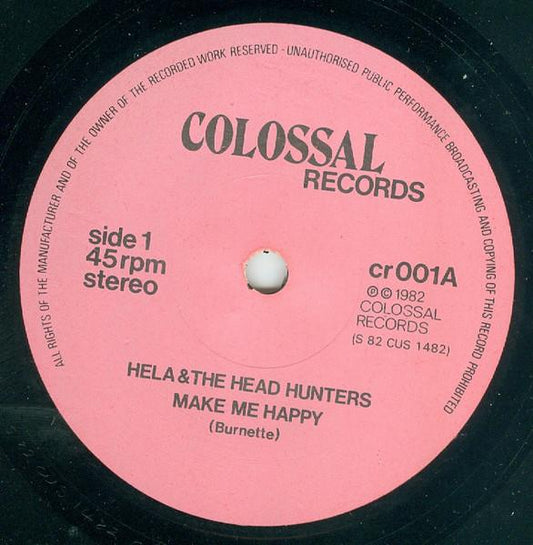 ALL RIGHTS OF THE MANUFACTURER AND OF THE OWNER OF THE RECORDED WORK RESERVED - UNAUTHORISED PUBLIC PERFORMANCE BROADCASTING AND COPYING OF THIS RECORD PROHIBITED
COLOSSAL
RECORDS
side 1
45 rpm
stereo
cr 001A
℗ © 1982
COLOSSAL
RECORDS
(S 82 CUS 1482)
HELA & THE HEAD HUNTERS
MAKE ME HAPPY
(Burnette)